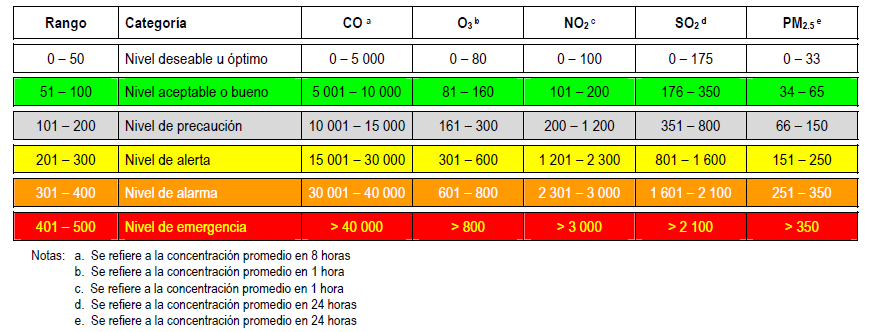 Rango Categoría CO a O3 b NO2 c SO2 d PM2.5 e
0 – 50 Nivel deseable u óptimo 0 – 5 000 0 – 80 0 – 100 0 – 175 0 – 33
51 – 100 Nivel aceptable o bueno 5 001 – 10 000 81 – 160 101 – 200 176 – 350 34 – 65
101 – 200 Nivel de precaución 10 001 – 15 000 161 – 300 200 – 1 200 351 – 800 66 – 150
201 – 300 Nivel de alerta 15 001 – 30 000 301 – 600 1 201 – 2 300 801 – 1 600 151 – 250
301 – 400 Nivel de alarma 30 001 – 40 000 601 – 800 2 301 – 3 000 1 601 – 2 100 251 – 350
401 – 500 Nivel de emergencia > 40 000 > 800 > 3 000 > 2 100 > 350
Notas: a. Se refiere a la concentración promedio en 8 horas
b. Se refiere a la concentración promedio en 1 hora
c. Se refiere a la concentración promedio en 1 hora
d. Se refiere a la concentración promedio en 24 horas
e. Se refiere a la concentración promedio en 24 horas